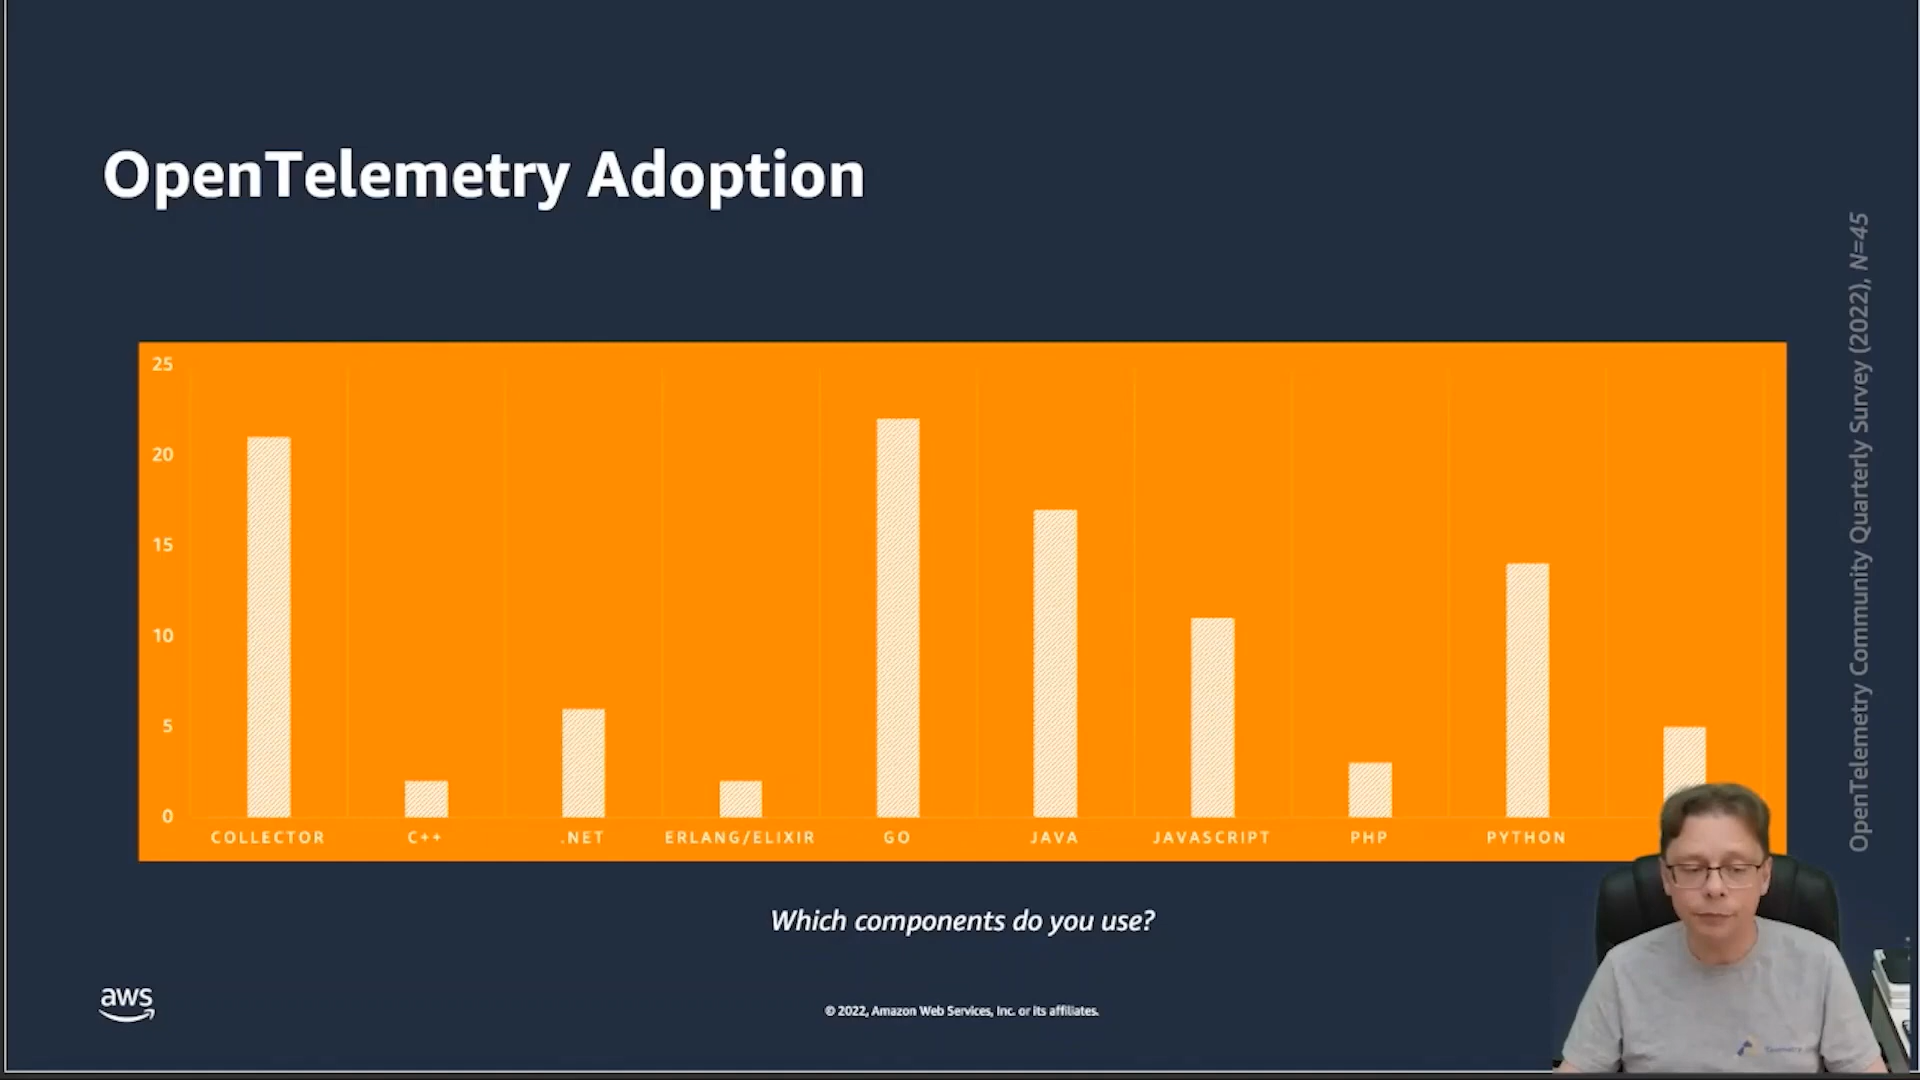 OpenTelemetry Adoption
25
20
15
10
5
0
COLLECTOR
C++
.NET
ERLANG/ELIXIR
GO
JAVA
JAVASCRIPT
PHP
PYTHON
OpenTelemetry Community Quarterly Survey (2022), N=45
Which components do you use?
aws
© 2022, Amazon Web Services, Inc. or its affiliates.